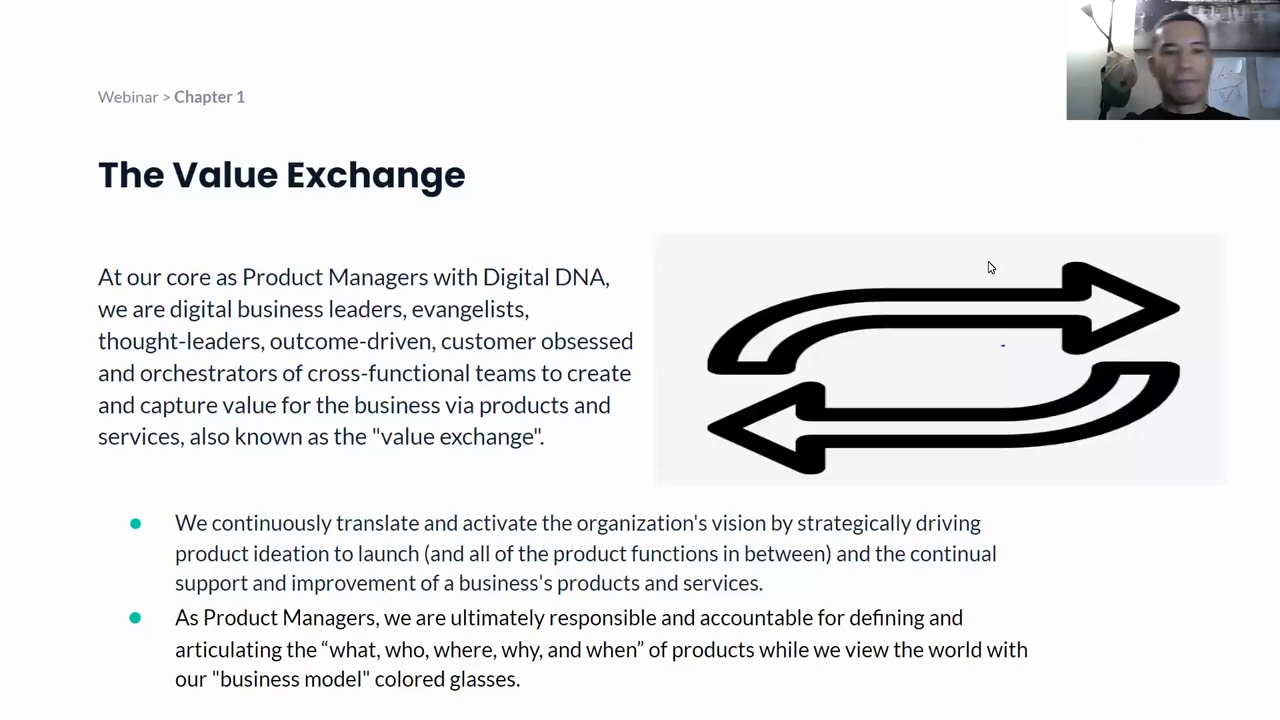 Webinar > Chapter 1
The Value Exchange
At our core as Product Managers with Digital DNA,
we are digital business leaders, evangelists,
thought-leaders, outcome-driven, customer obsessed
and orchestrators of cross-functional teams to create
and capture value for the business via products and
services, also known as the "value exchange".
We continuously translate and activate the organization's vision by strategically driving
product ideation to launch (and all of the product functions in between) and the continual
support and improvement of a business's products and services.
As Product Managers, we are ultimately responsible and accountable for defining and
articulating the “what, who, where, why, and when” of products while we view the world with
our "business model" colored glasses.